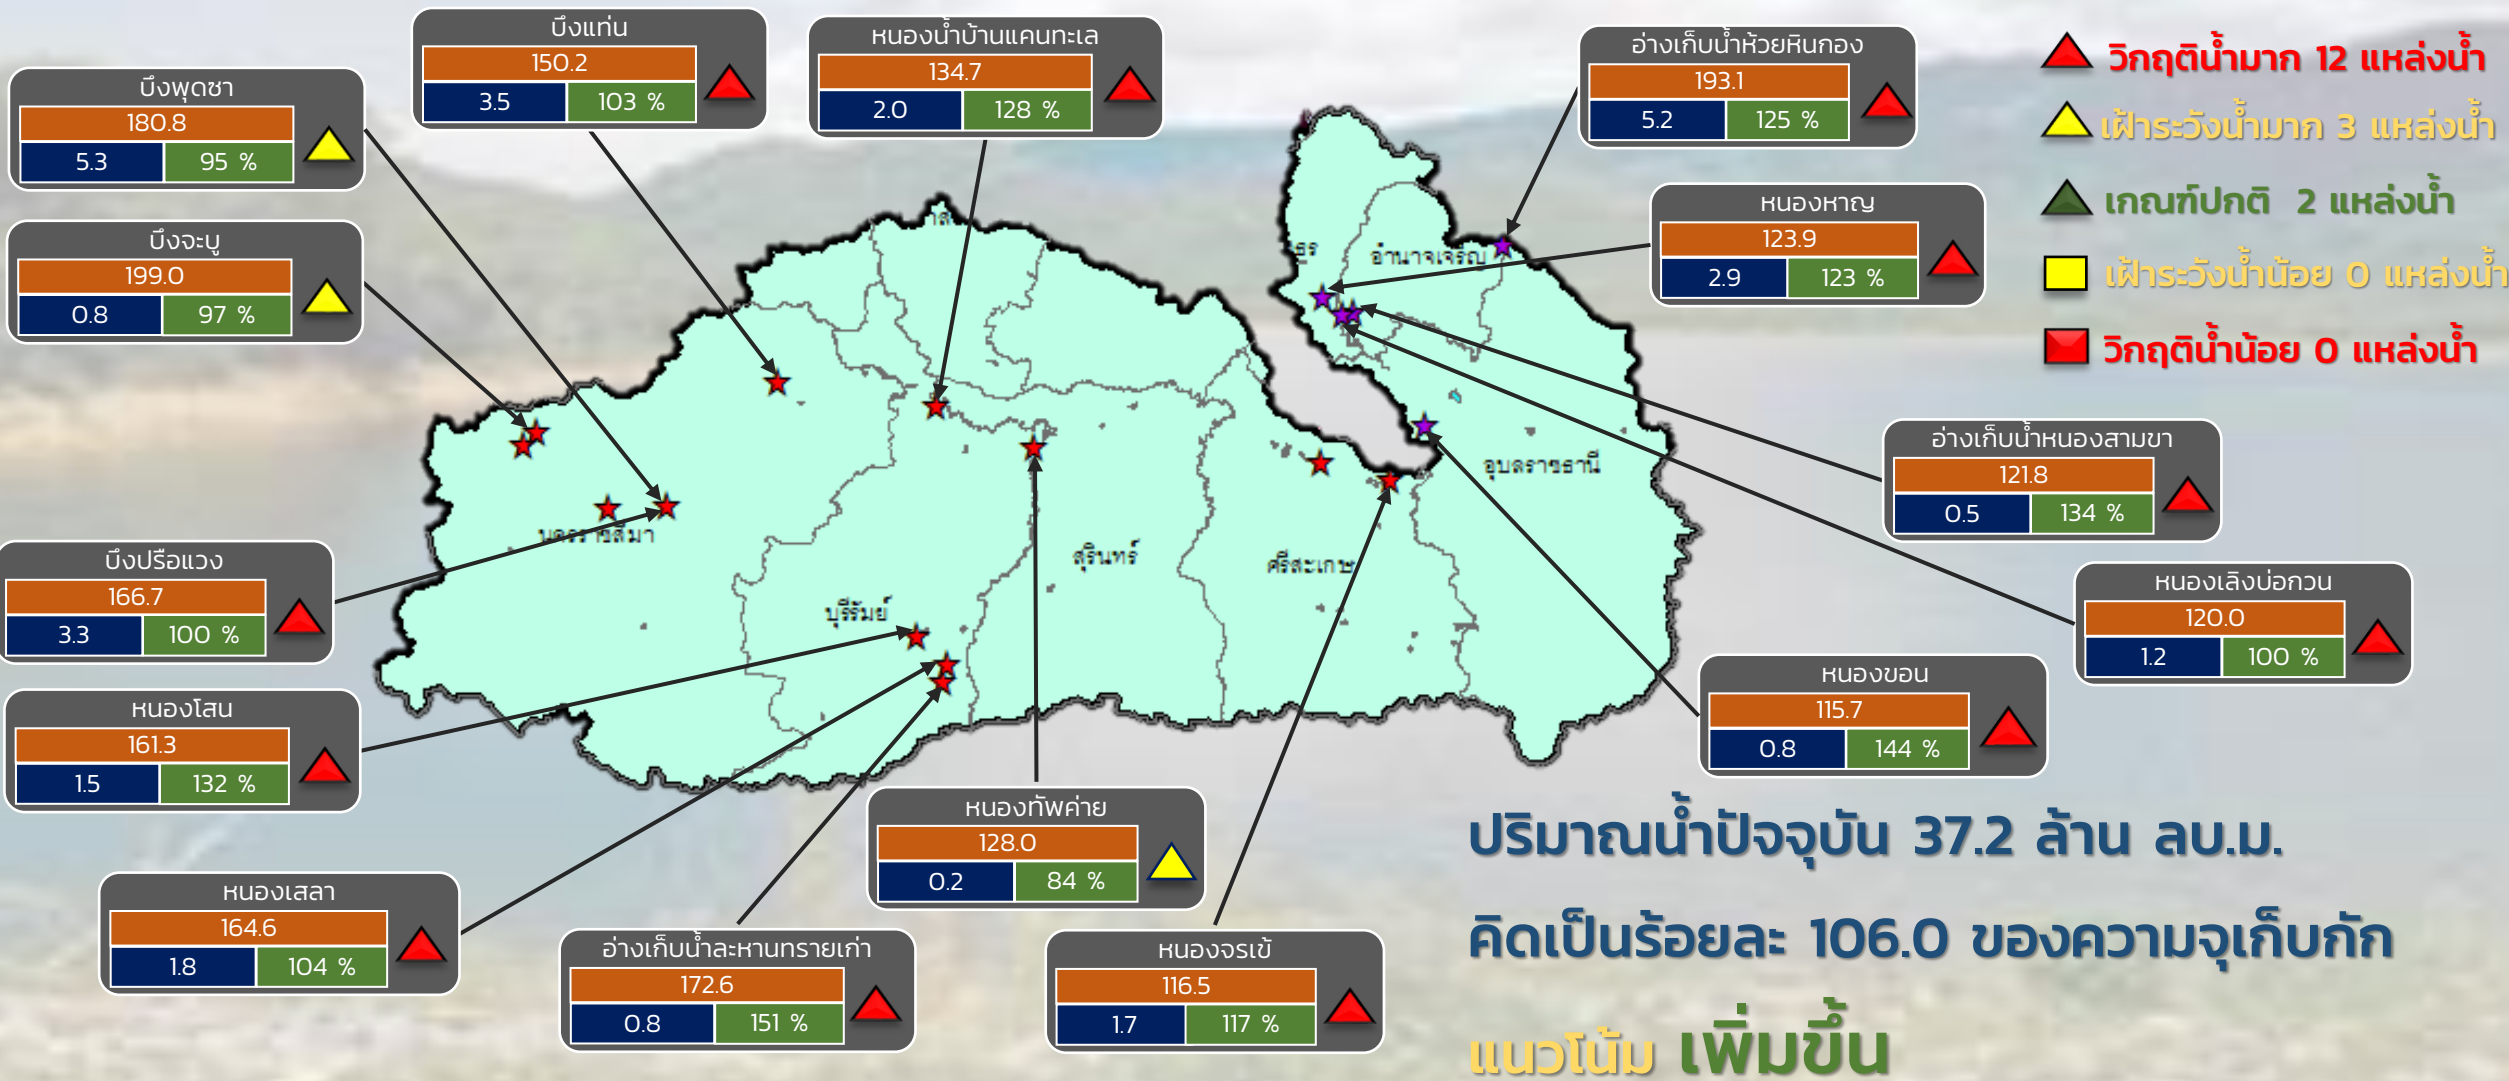 บึงแท่น
150.2
3.5 103 %
หนองน้ำบ้านแคนทะเล
134.7
2.0 128 %
อ่างเก็บน้ำห้วยหินกอง
193.1
5.2 125 %
บึงพุดซา
180.8
5.3 95 %
หนองหาญ
123.9
2.9 123 %
บึงจะบู
199.0
0.8 97 %
วิกฤติน้ำมาก 12 แหล่งน้ำ
เฝ้าระวังน้ำมาก 3 แหล่งน้ำ
เกณฑ์ปกติ 2 แหล่งน้ำ
เฝ้าระวังน้ำน้อย 0 แหล่งน้ำ
วิกฤติน้ำน้อย 0 แหล่งน้ำ
อำนาจเจริญ
อุบลราชธานี
นครราชสีมา
สุรินทร์
ศรีสะเกษ
บุรีรัมย์
อ่างเก็บน้ำหนองสามขา
121.8
0.5 134 %
บึงปรือแวง
166.7
3.3 100 %
หนองเลิงบ่อกวน
120.0
1.2 100 %
หนองขอน
115.7
0.8 144 %
หนองโสน
161.3
1.5 132 %
หนองทัพค่าย
128.0
0.2 84 %
หนองเสลา
164.6
1.8 104 %
อ่างเก็บน้ำละหานทรายเก่า
172.6
0.8 151 %
หนองจรเข้
116.5
1.7 117 %
ปริมาณน้ำปัจจุบัน 37.2 ล้าน ลบ.ม.
คิดเป็นร้อยละ 106.0 ของความจุเก็บกัก
แนวโน้ม เพิ่มขึ้น